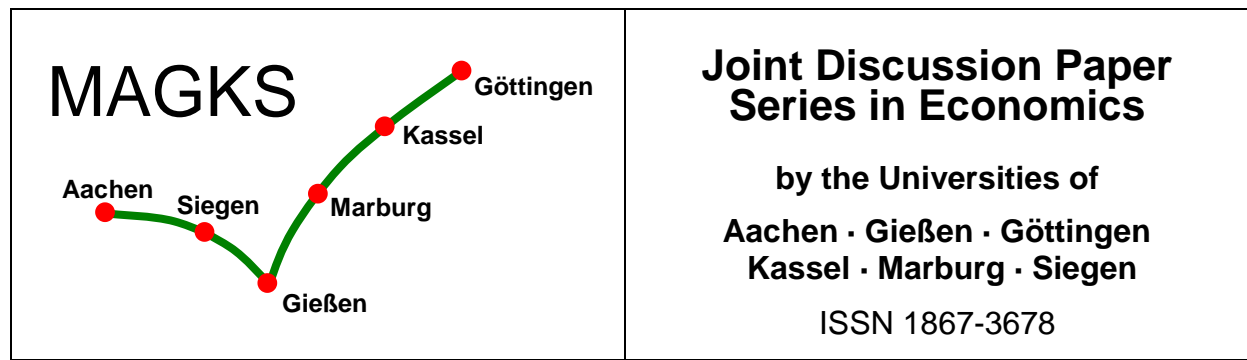 MAGKS
Göttingen
Kassel
Marburg
Aachen
Siegen
Gießen
Joint Discussion Paper
Series in Economics
by the Universities of
Aachen · Gießen · Göttingen
Kassel · Marburg · Siegen
ISSN 1867-3678